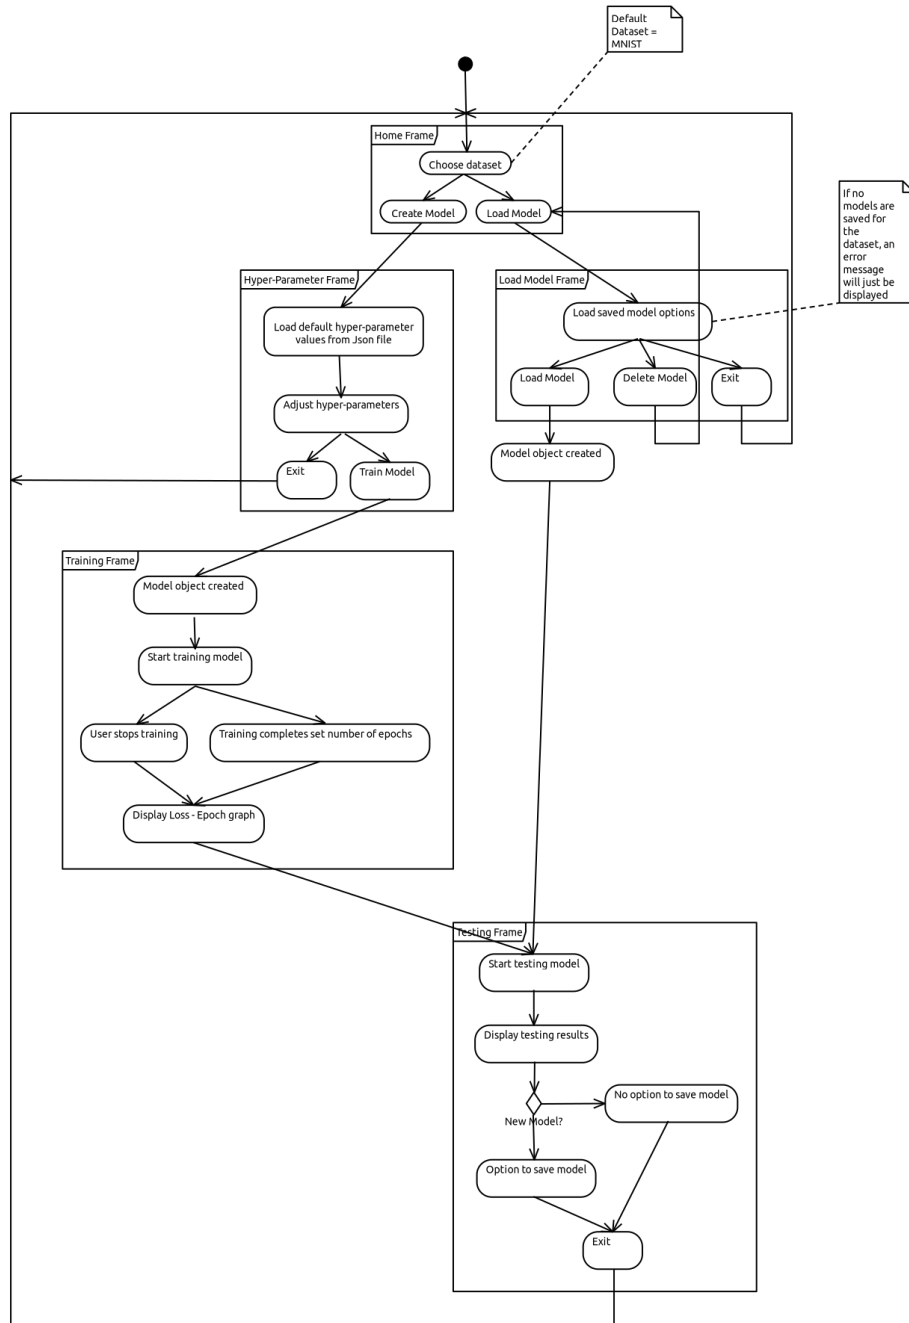 Default
Dataset =
MNIST
Home Frame
Choose dataset
Create Model
Load Model
If no
models are
saved for
the
dataset, an
error
message
will just be
displayed
Hyper-Parameter Frame
Load default hyper-parameter
values from Json file
Adjust hyper-parameters
Exit
Train Model
Load Model Frame
Load saved model options
Load Model
Delete Model
Exit
Model object created
Training Frame
Model object created
Start training model
User stops training
Training completes set number of epochs
Display Loss - Epoch graph
Testing Frame
Start testing model
Display testing results
New Model?
No option to save model
Option to save model
Exit